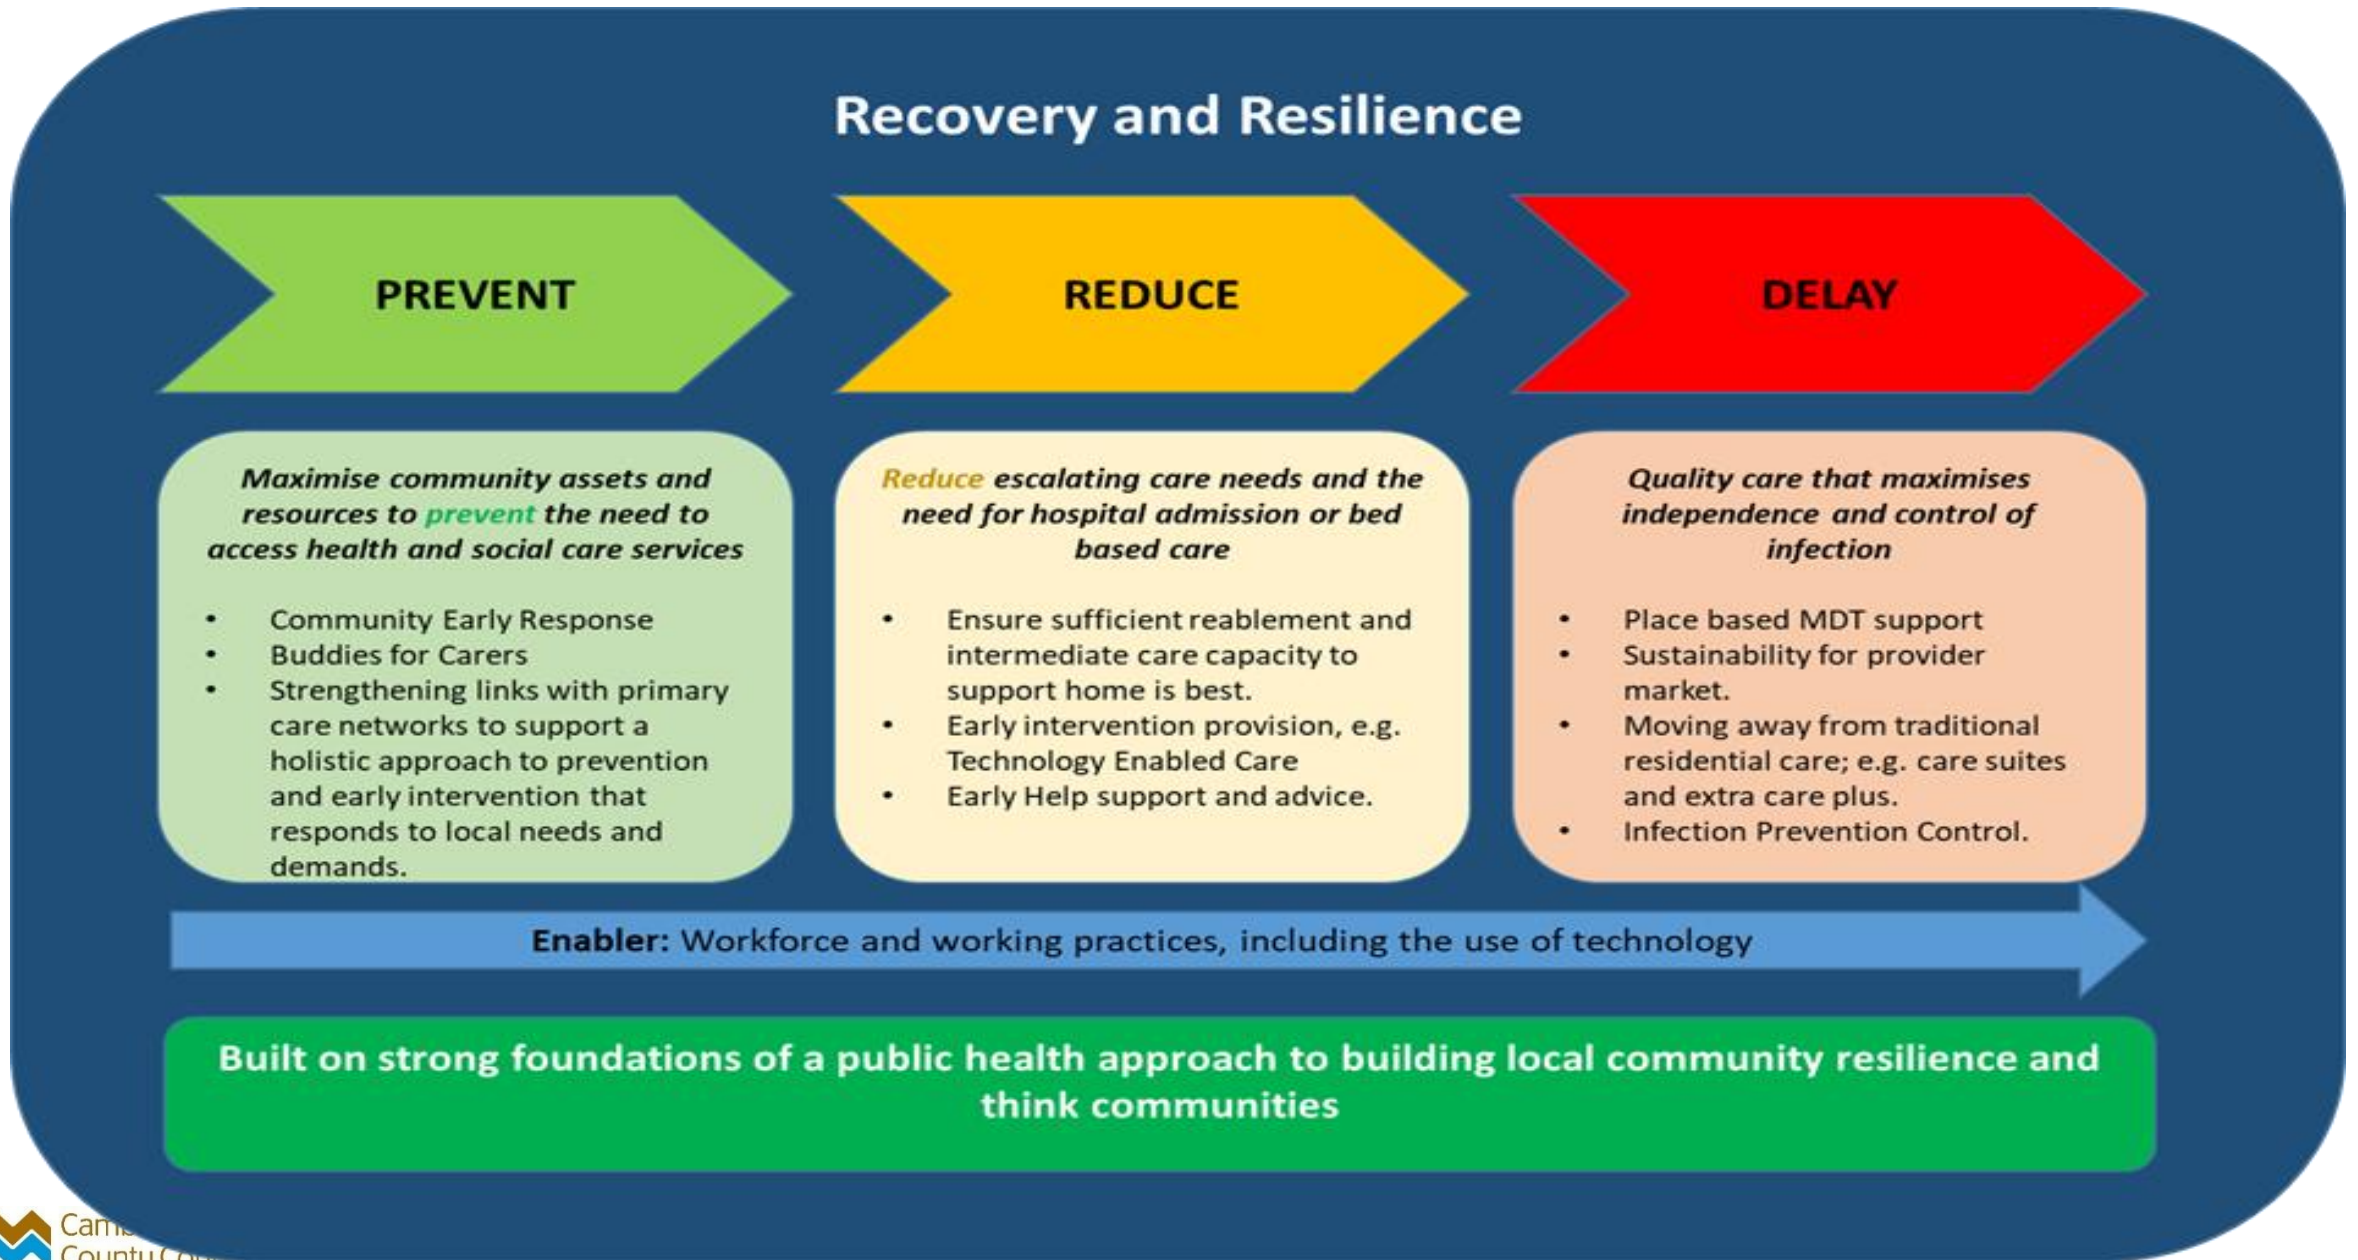 Recovery and Resilience
PREVENT
REDUCE
DELAY
Maximise community assets and
resources to prevent the need to
access health and social care services
• Community Early Response
• Buddies for Carers
• Strengthening links with primary
care networks to support a
holistic approach to prevention
and early intervention that
responds to local needs and
demands.
Reduce escalating care needs and the
need for hospital admission or bed
based care
• Ensure sufficient reablement and
intermediate care capacity to
support home is best.
• Early intervention provision, e.g.
Technology Enabled Care
• Early Help support and advice.
Quality care that maximises
independence and control of
infection
• Place based MDT support
• Sustainability for provider
market.
• Moving away from traditional
residential care; e.g. care suites
and extra care plus.
• Infection Prevention Control.
Enabler: Workforce and working practices, including the use of technology
Built on strong foundations of a public health approach to building local community resilience and
think communities
County